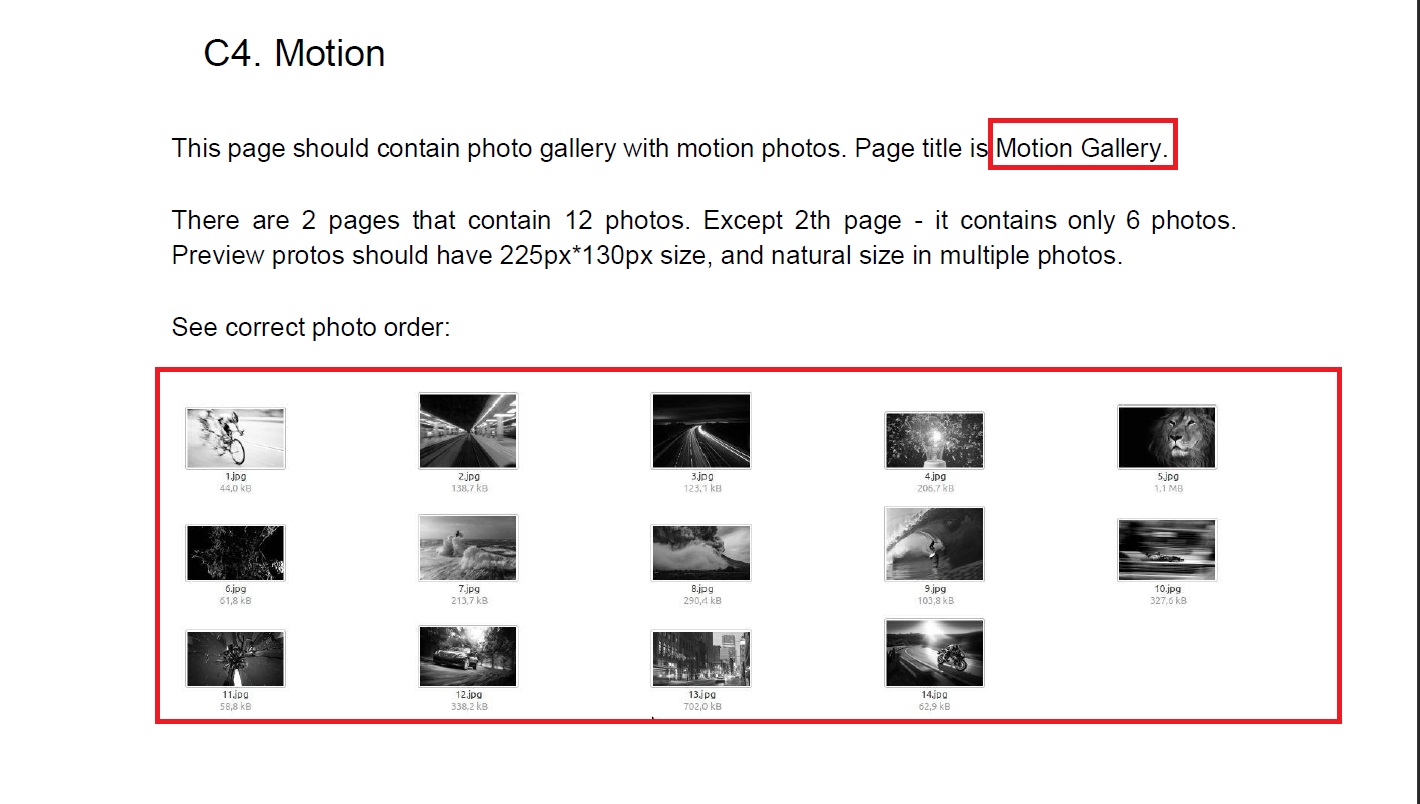 C4. Motion
This page should contain photo gallery with motion photos. Page title is Motion Gallery.
There are 2 pages that contain 12 photos. Except 2th page - it contains only 6 photos.
Preview protos should have 225px*130px size, and natural size in multiple photos.
See correct photo order:
1.jpg 2.jpg 3.jpg 4.jpg 5.jpg
44,0 kB 138,7 kB 123,1 kB 206,7 kB 1,1 MB
6.jpg 7.jpg 8.jpg 9.jpg 10.jpg
61,8 kB 213,7 kB 290,4 kB 103,8 kB 327,6 kB
11.jpg 12.jpg 13.jpg 14.jpg
58,8 kB 338,2 kB 702,0 kB 62,9 kB